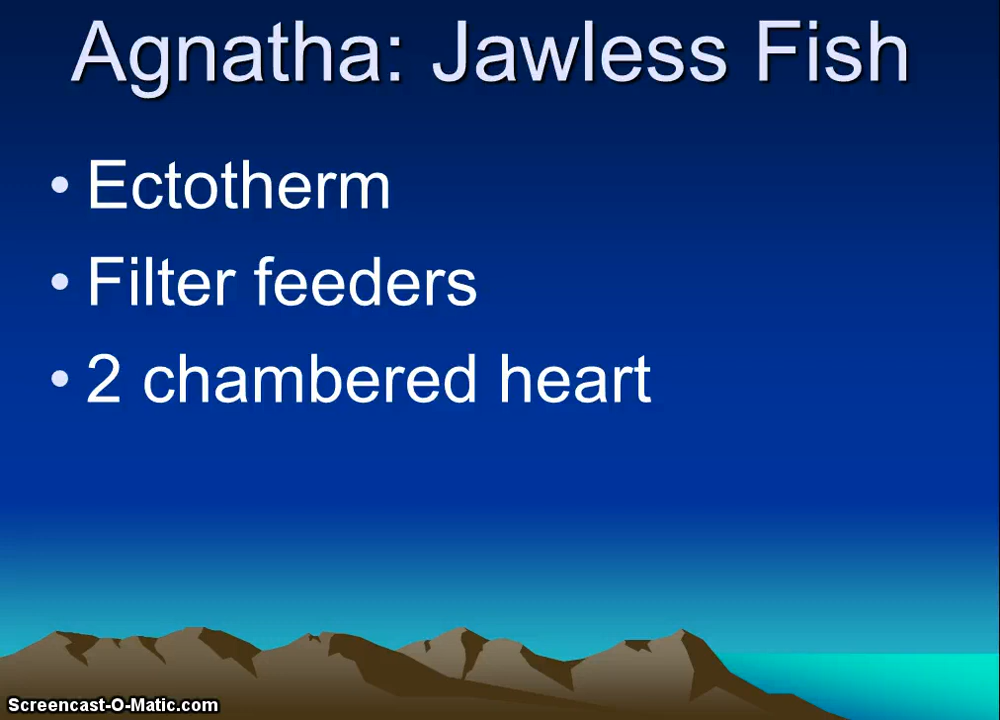 Agnatha: Jawless Fish
• Ectotherm
• Filter feeders
• 2 chambered heart
Screencast-O-Matic.com